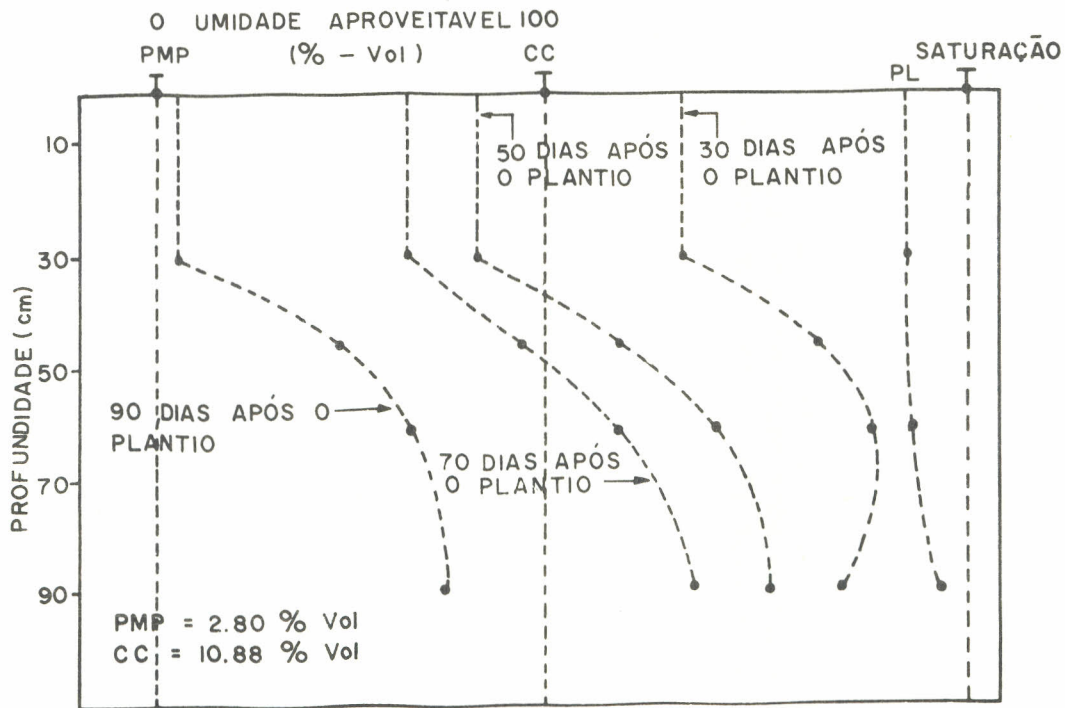 0 UMIDADE APROVEITAVEL 100
PMP (% - Vol) CC
SATURAÇÃO
PL
50 DIAS APÓS
O PLANTIO
30 DIAS APÓS
O PLANTIO
10
30
50
70
90
PROFUNDIDADE (cm)
90 DIAS APÓS O
PLANTIO
70 DIAS APÓS
O PLANTIO
PMP = 2.80 % Vol
CC = 10.88 % Vol